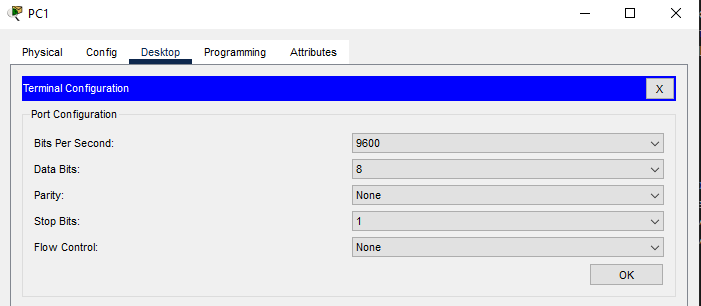 PC1
Physical Config Desktop Programming Attributes
Terminal Configuration X
Port Configuration
Bits Per Second: 9600
Data Bits: 8
Parity: None
Stop Bits: 1
Flow Control: None
OK